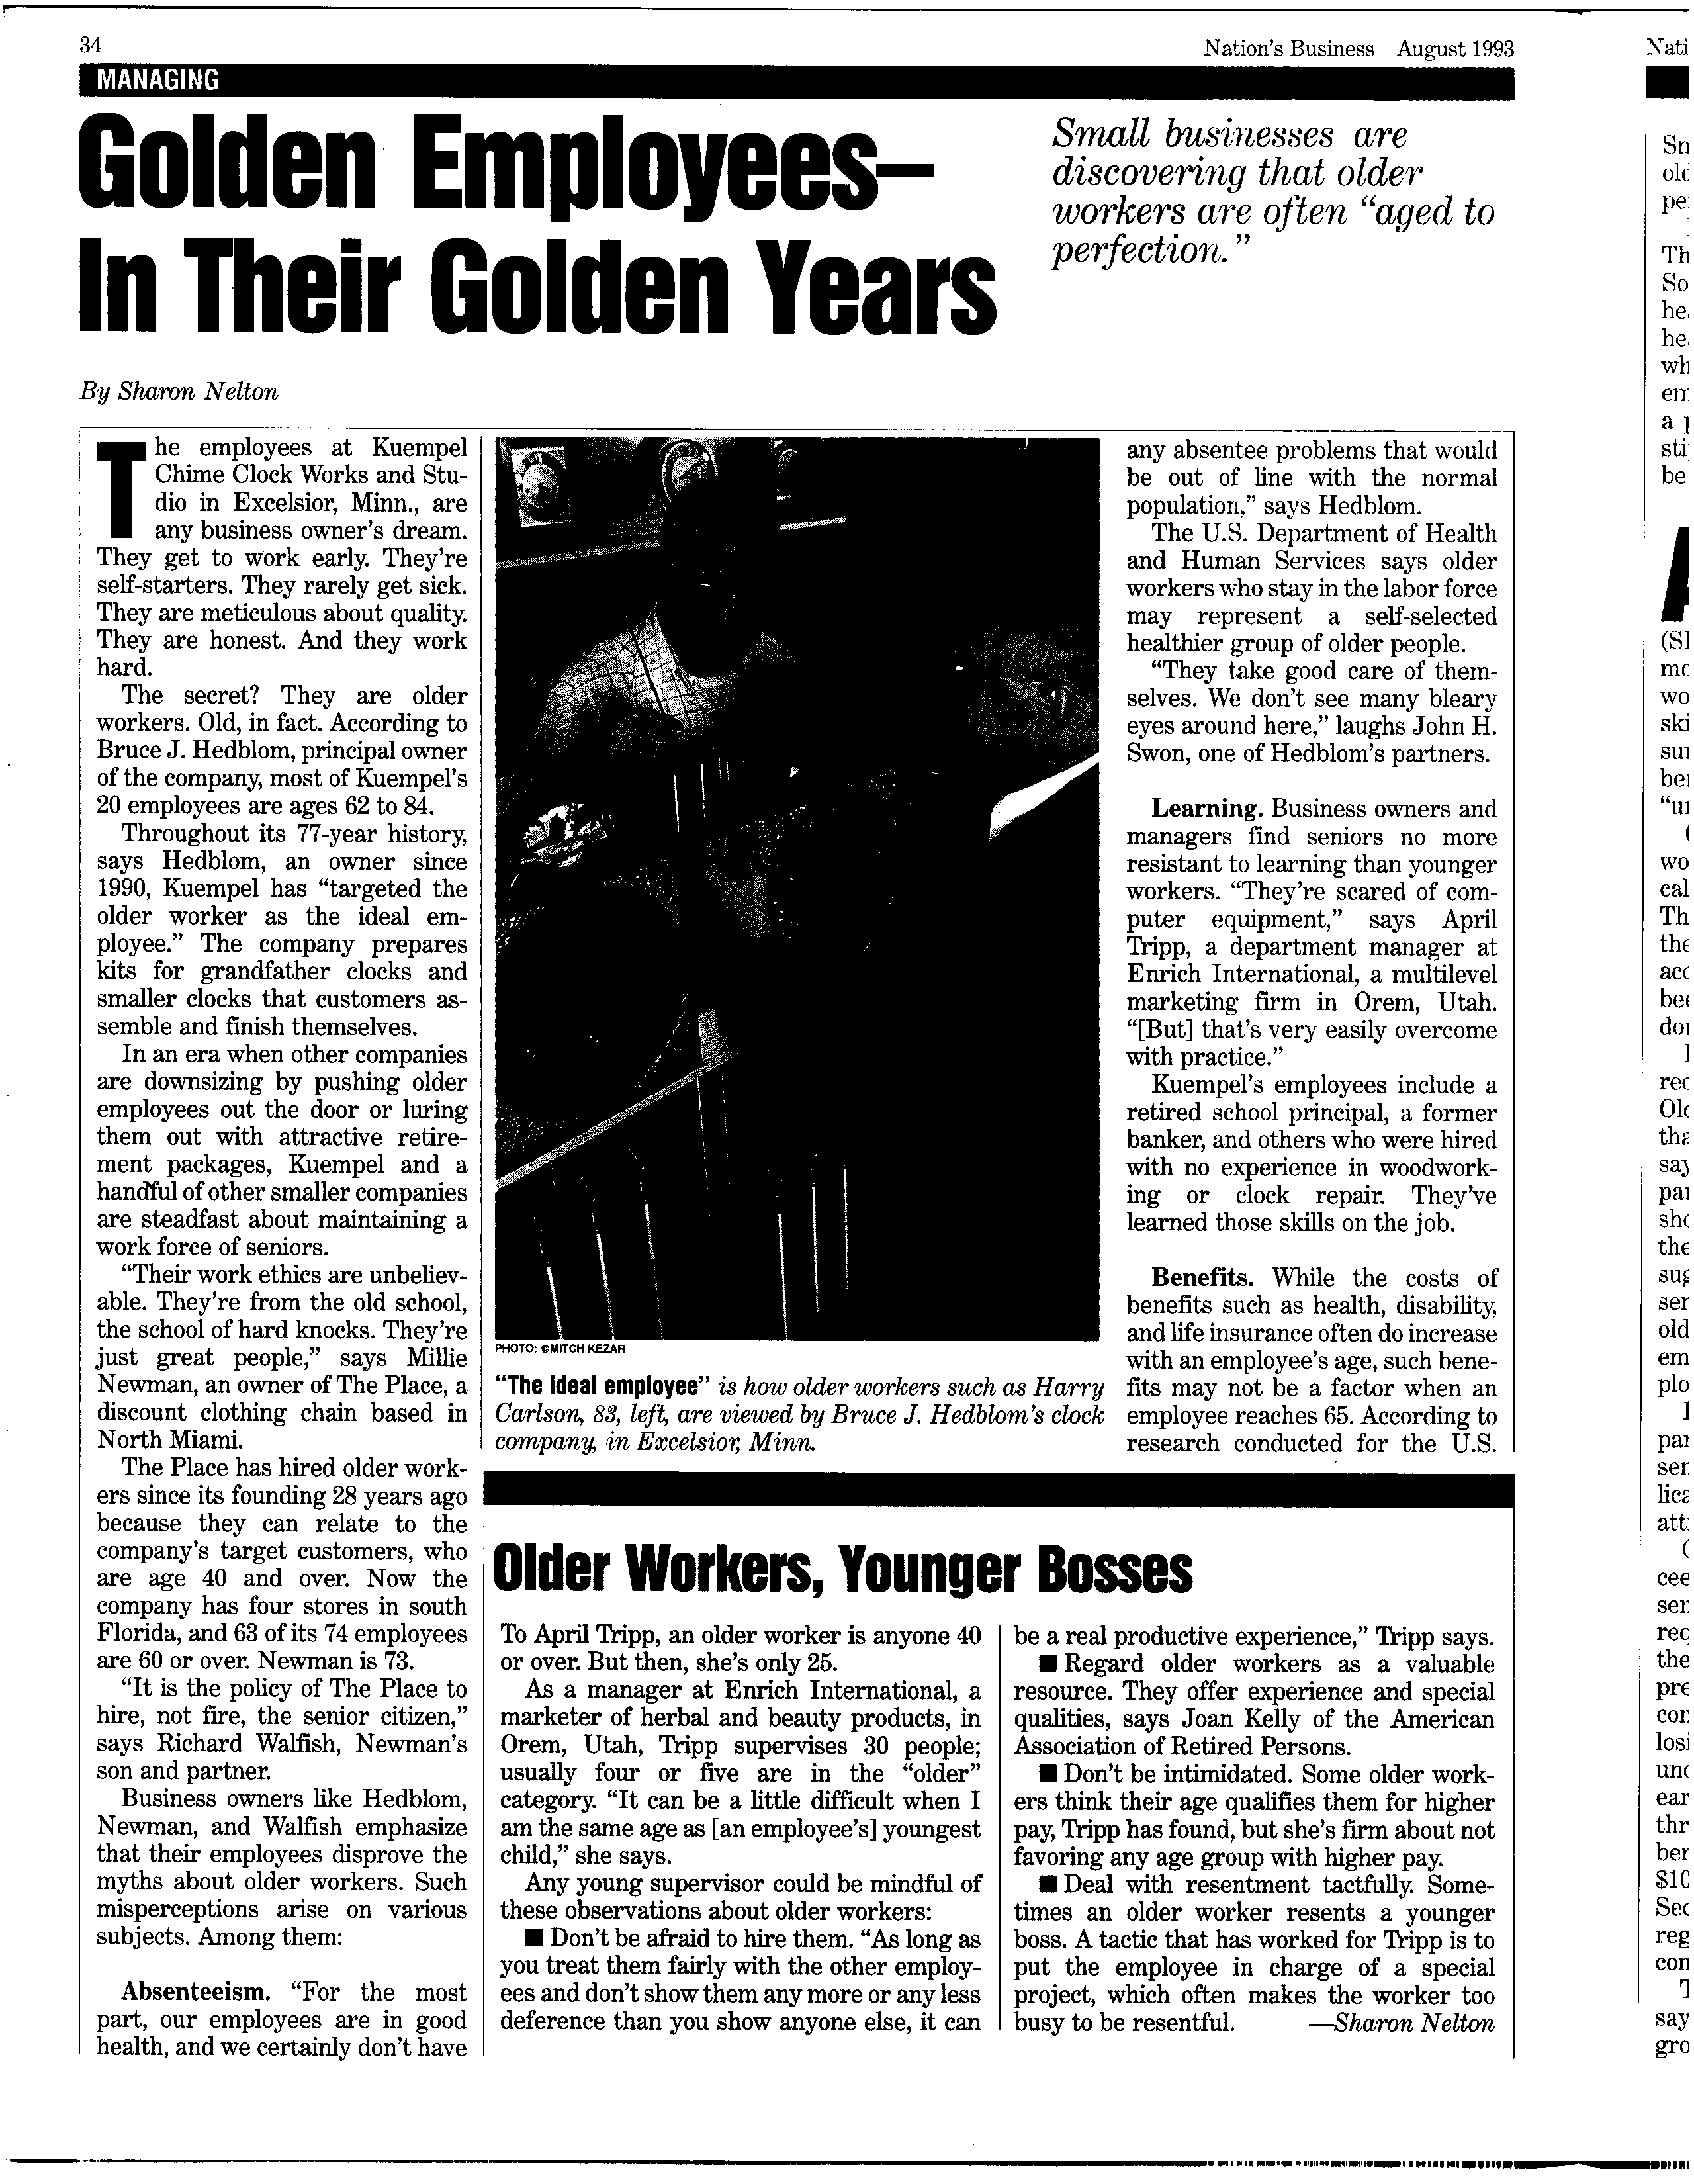 34
Nation's Business August 1993
MANAGING
Golden Employees–
In Their Golden Years
Small businesses are
discovering that older
workers are often “aged to
perfection.”
By Sharon Nelton
The employees at Kuempel
Chime Clock Works and Stu-
dio in Excelsior, Minn., are
any business owner's dream.
They get to work early. They're
self-starters. They rarely get sick.
They are meticulous about quality.
They are honest. And they work
hard.
The secret? They are older
workers. Old, in fact. According to
Bruce J. Hedblom, principal owner
of the company, most of Kuempel's
20 employees are ages 62 to 84.
Throughout its 77-year history,
says Hedblom, an owner since
1990, Kuempel has “targeted the
older worker as the ideal em-
ployee.” The company prepares
kits for grandfather clocks and
smaller clocks that customers as-
semble and finish themselves.
In an era when other companies
are downsizing by pushing older
employees out the door or luring
them out with attractive retire-
ment packages, Kuempel and a
handful of other smaller companies
are steadfast about maintaining a
work force of seniors.
“Their work ethics are unbeliev-
able. They're from the old school,
the school of hard knocks. They're
just great people,” says Millie
Newman, an owner of The Place, a
discount clothing chain based in
North Miami.
The Place has hired older work-
ers since its founding 28 years ago
because they can relate to the
company's target customers, who
are age 40 and over. Now the
company has four stores in south
Florida, and 63 of its 74 employees
are 60 or over. Newman is 73.
“It is the policy of The Place to
hire, not fire, the senior citizen,”
says Richard Walfish, Newman's
son and partner.
Business owners like Hedblom,
Newman, and Walfish emphasize
that their employees disprove the
myths about older workers. Such
misperceptions arise on various
subjects. Among them:
Absenteeism. “For the most
part, our employees are in good
health, and we certainly don't have
PHOTO: ©MITCH KEZAR
“The ideal employee” is how older workers such as Harry
Carlson, 83, left, are viewed by Bruce J. Hedblom's clock
company, in Excelsior, Minn.
any absentee problems that would
be out of line with the normal
population,” says Hedblom.
The U.S. Department of Health
and Human Services says older
workers who stay in the labor force
may represent a self-selected
healthier group of older people.
“They take good care of them-
selves. We don't see many bleary
eyes around here,” laughs John H.
Swon, one of Hedblom's partners.
Learning. Business owners and
managers find seniors no more
resistant to learning than younger
workers. “They're scared of com-
puter equipment,” says April
Tripp, a department manager at
Enrich International, a multilevel
marketing firm in Orem, Utah.
“[But] that's very easily overcome
with practice.”
Kuempel's employees include a
retired school principal, a former
banker, and others who were hired
with no experience in woodwork-
ing or clock repair. They've
learned those skills on the job.
Benefits. While the costs of
benefits such as health, disability,
and life insurance often do increase
with an employee's age, such bene-
fits may not be a factor when an
employee reaches 65. According to
research conducted for the U.S.
Older Workers, Younger Bosses
To April Tripp, an older worker is anyone 40
or over. But then, she's only 25.
As a manager at Enrich International, a
marketer of herbal and beauty products, in
Orem, Utah, Tripp supervises 30 people;
usually four or five are in the “older”
category. “It can be a little difficult when I
am the same age as [an employee's] youngest
child,” she says.
Any young supervisor could be mindful of
these observations about older workers:
■ Don't be afraid to hire them. “As long as
you treat them fairly with the other employ-
ees and don't show them any more or any less
deference than you show anyone else, it can
be a real productive experience,” Tripp says.
■ Regard older workers as a valuable
resource. They offer experience and special
qualities, says Joan Kelly of the American
Association of Retired Persons.
■ Don't be intimidated. Some older work-
ers think their age qualifies them for higher
pay, Tripp has found, but she's firm about not
favoring any age group with higher pay.
■ Deal with resentment tactfully. Some-
times an older worker resents a younger
boss. A tactic that has worked for Tripp is to
put the employee in charge of a special
project, which often makes the worker too
busy to be resentful. —Sharon Nelton